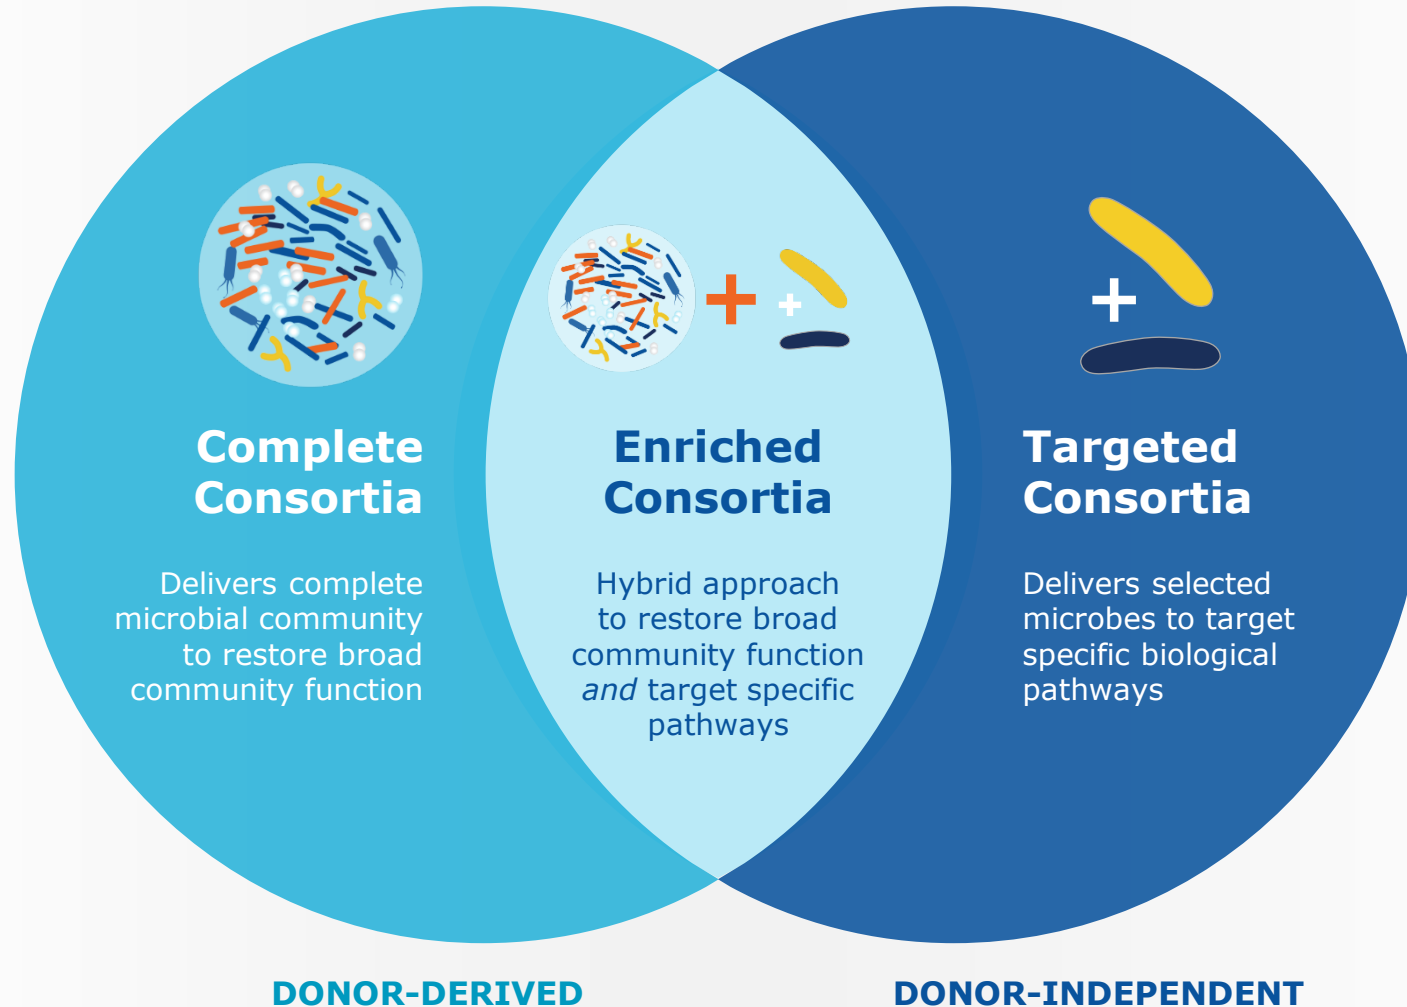 Complete
Consortia
Delivers complete
microbial community
to restore broad
community function
Enriched
Consortia
Hybrid approach
to restore broad
community function
and target specific
pathways
Targeted
Consortia
Delivers selected
microbes to target
specific biological
pathways
DONOR-DERIVED
DONOR-INDEPENDENT